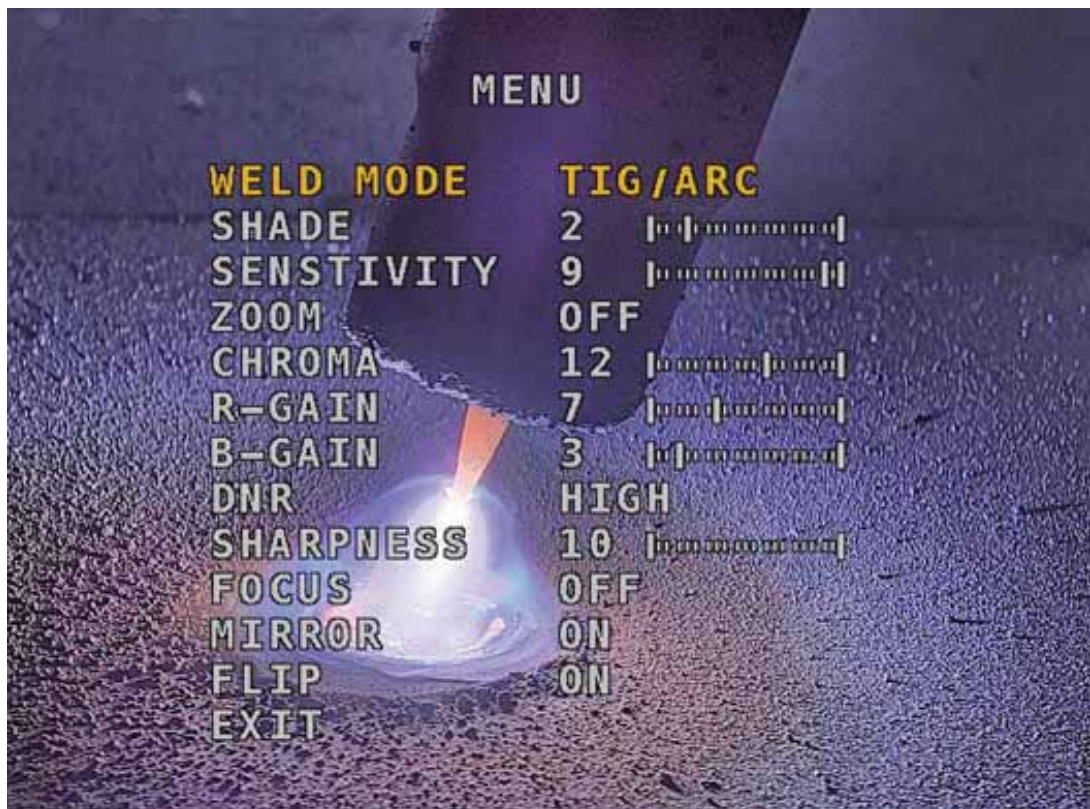 MENU
WELD MODE TIG/ARC
SHADE 2
SENSTIVITY 9
ZOOM OFF
CHROMA 12
R-GAIN 7
B-GAIN 3
DNR HIGH
SHARPNESS 10
FOCUS OFF
MIRROR ON
FLIP ON
EXIT